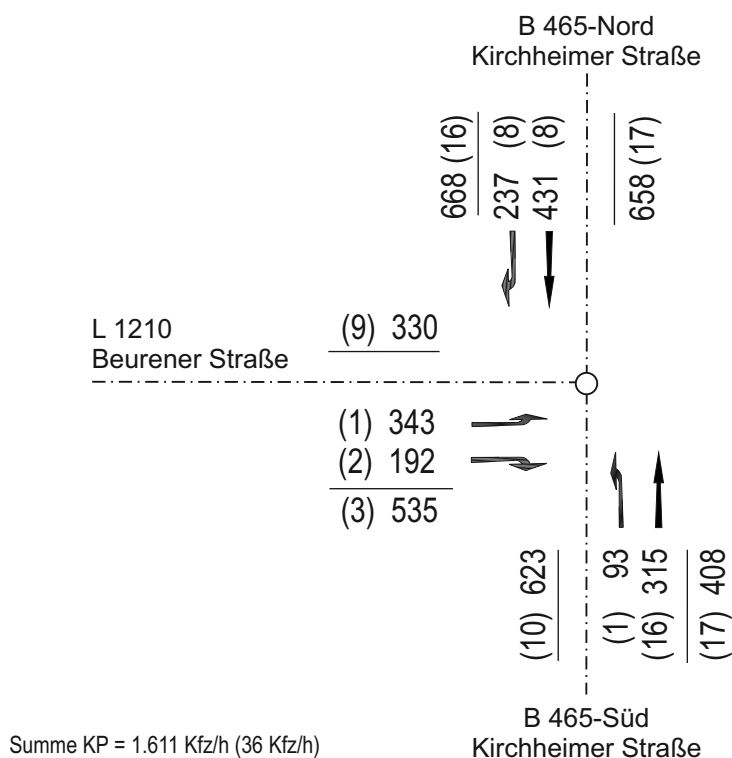 B 465-Nord
Kirchheimer Straße
668 (16)
237 (8)
431 (8)
658 (17)
L 1210
Beurener Straße
(9) 330
(1) 343
(2) 192
(3) 535
(10) 623
(1) 93
(16) 315
(17) 408
B 465-Süd
Kirchheimer Straße
Summe KP = 1.611 Kfz/h (36 Kfz/h)